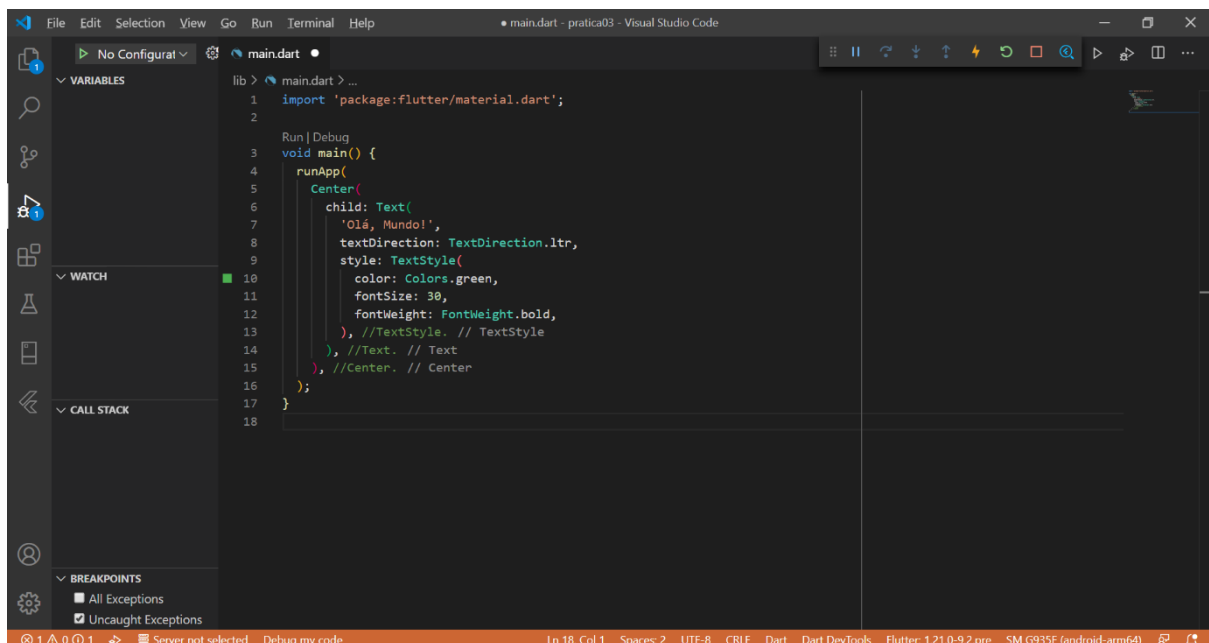 File Edit Selection View Go Run Terminal Help
● main.dart - pratica03 - Visual Studio Code
No Configurat
main.dart ●
1
VARIABLES
lib > main.dart > ...
1 import 'package:flutter/material.dart';
2
Run | Debug
3 void main() {
4 runApp(
5 Center(
6 child: Text(
7 'Olá, Mundo!',
8 textDirection: TextDirection.ltr,
9 style: TextStyle(
1
WATCH
10 color: Colors.green,
11 fontSize: 30,
12 fontWeight: FontWeight.bold,
13 ), //TextStyle. // TextStyle
14 ), //Text. // Text
15 ), //Center. // Center
16 );
17 }
CALL STACK
18
BREAKPOINTS
All Exceptions
Uncaught Exceptions
1 0 1 Server not selected Debug my code Ln 18, Col 1 Spaces: 2 UTF-8 CRLF Dart Dart DevTools Flutter: 1.21.0-9.2.pre SM G935F (android-arm64)